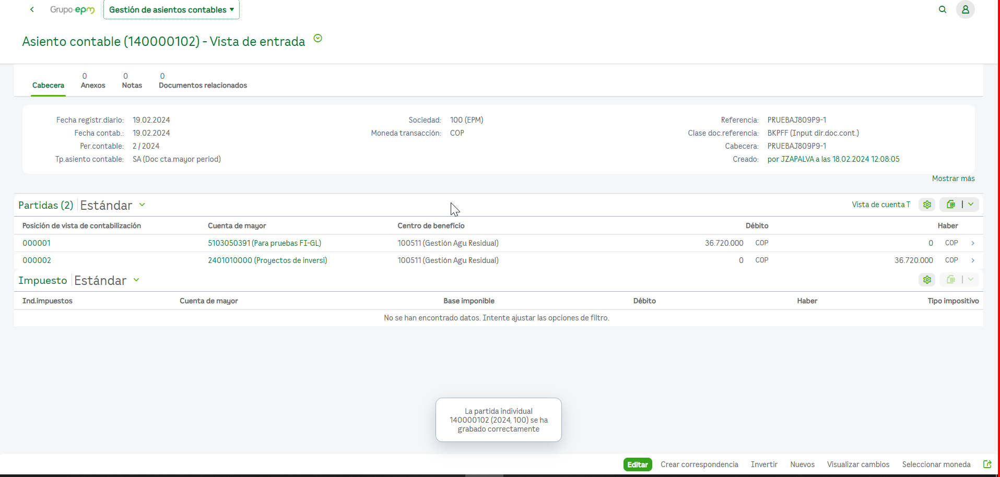 Grupo·epm Gestión de asientos contables
Asiento contable (140000102) - Vista de entrada
0 0 0
Cabecera Anexos Notas Documentos relacionados
Fecha registr.diario: 19.02.2024 Sociedad: 100 (EPM) Referencia: PRUEBAJ809P9-1
Fecha contab.: 19.02.2024 Moneda transacción: COP Clase doc.referencia: BKPFF (Input dir.doc.cont.)
Per.contable: 2 / 2024 Cabecera: PRUEBAJ809P9-1
Tp.asiento contable: SA (Doc cta.mayor period) Creado: por JZAPALVA a las 18.02.2024 12:08:05
Mostrar más
Partidas (2) Estándar Vista de cuenta T
Posición de vista de contabilización Cuenta de mayor Centro de beneficio Débito Haber
000001 5103050391 (Para pruebas FI-GL) 100511 (Gestión Agu Residual) 36.720.000 COP 0 COP
000002 2401010000 (Proyectos de inversi) 100511 (Gestión Agu Residual) 0 COP 36.720.000 COP
Impuesto Estándar
Ind.impuestos Cuenta de mayor Base imponible Débito Haber Tipo impositivo
No se han encontrado datos. Intente ajustar las opciones de filtro.
La partida individual
140000102 (2024, 100) se ha
grabado correctamente
Editar Crear correspondencia Invertir Nuevos Visualizar cambios Seleccionar moneda